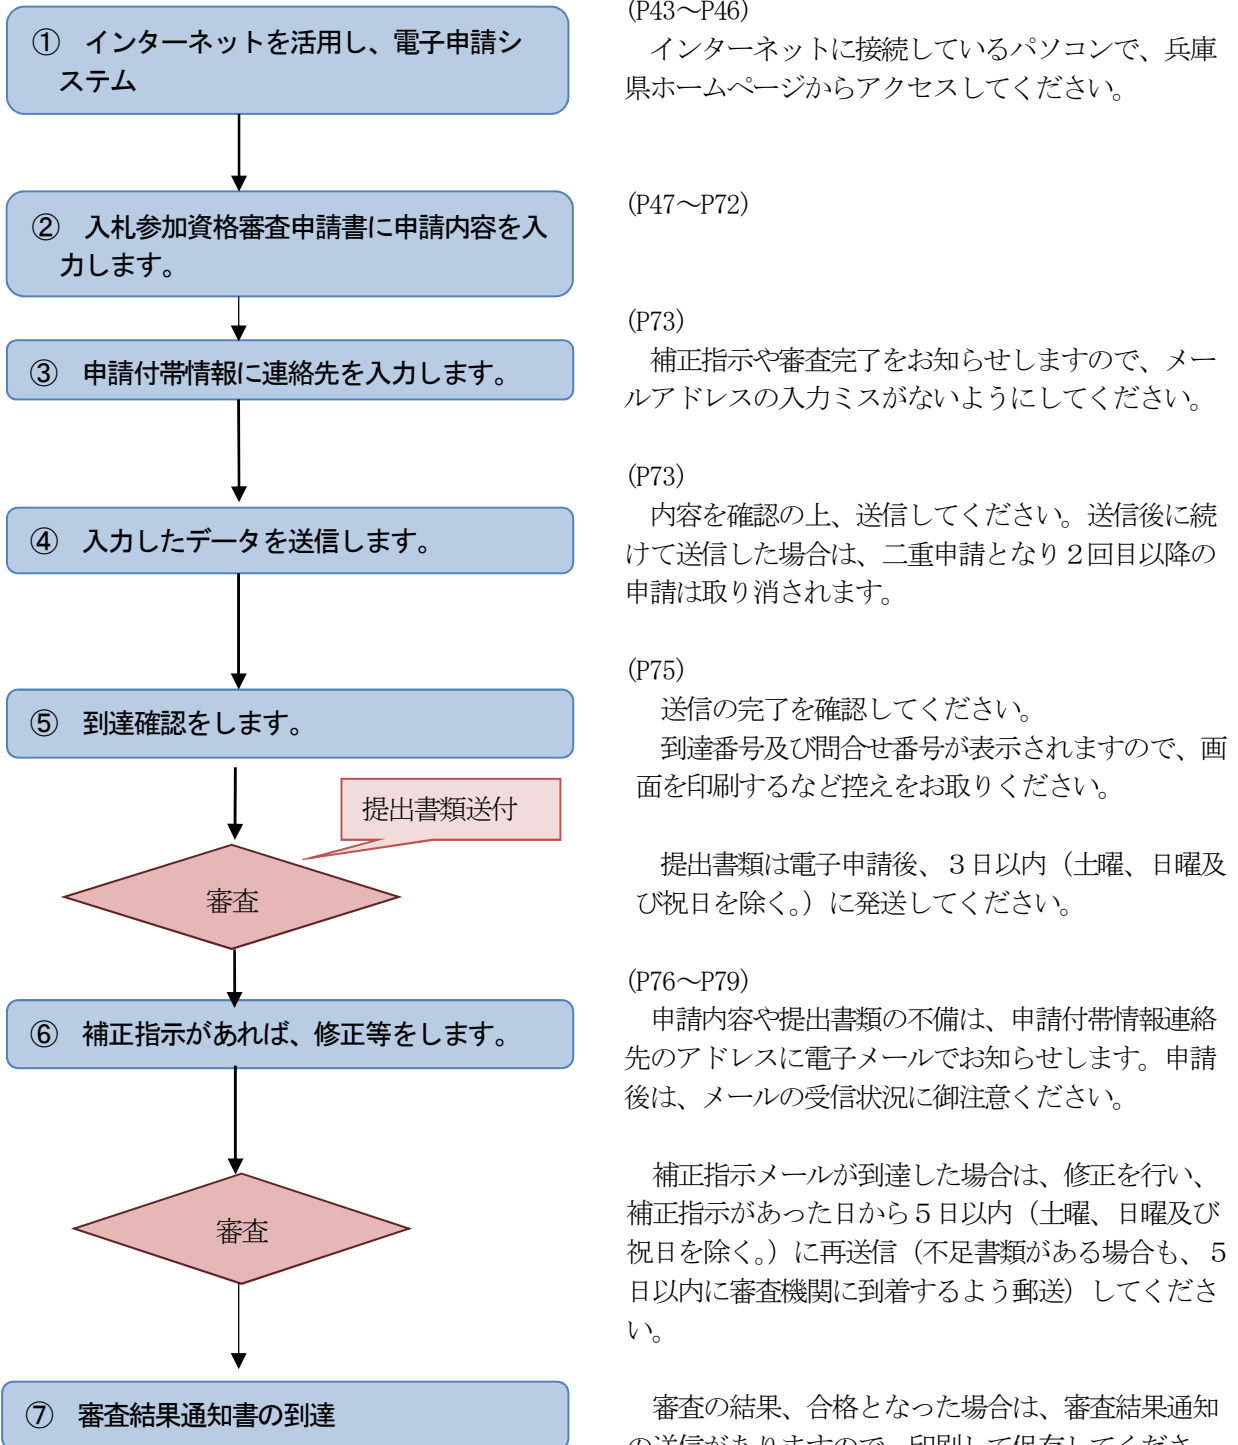 ① インターネットを活用し、電子申請シ
ステム
(P43～P46)
インターネットに接続しているパソコンで、兵庫
県ホームページからアクセスしてください。
② 入札参加資格審査申請書に申請内容を入
力します。
(P47～P72)
③ 申請付帯情報に連絡先を入力します。
(P73)
補正指示や審査完了をお知らせしますので、メー
ルアドレスの入力ミスがないようにしてください。
④ 入力したデータを送信します。
(P73)
内容を確認の上、送信してください。送信後に続
けて送信した場合は、二重申請となり２回目以降の
申請は取り消されます。
⑤ 到達確認をします。
(P75)
送信の完了を確認してください。
到達番号及び問合せ番号が表示されますので、画
面を印刷するなど控えをお取りください。
提出書類送付
審査
提出書類は電子申請後、３日以内（土曜、日曜及
び祝日を除く。）に発送してください。
⑥ 補正指示があれば、修正等をします。
(P76～P79)
申請内容や提出書類の不備は、申請付帯情報連絡
先のアドレスに電子メールでお知らせします。申請
後は、メールの受信状況に御注意ください。
審査
補正指示メールが到達した場合は、修正を行い、
補正指示があった日から５日以内（土曜、日曜及び
祝日を除く。）に再送信（不足書類がある場合も、５
日以内に審査機関に到着するよう郵送）してくださ
い。
⑦ 審査結果通知書の到達
審査の結果、合格となった場合は、審査結果通知
の送信がありますので、印刷して保存してくださ